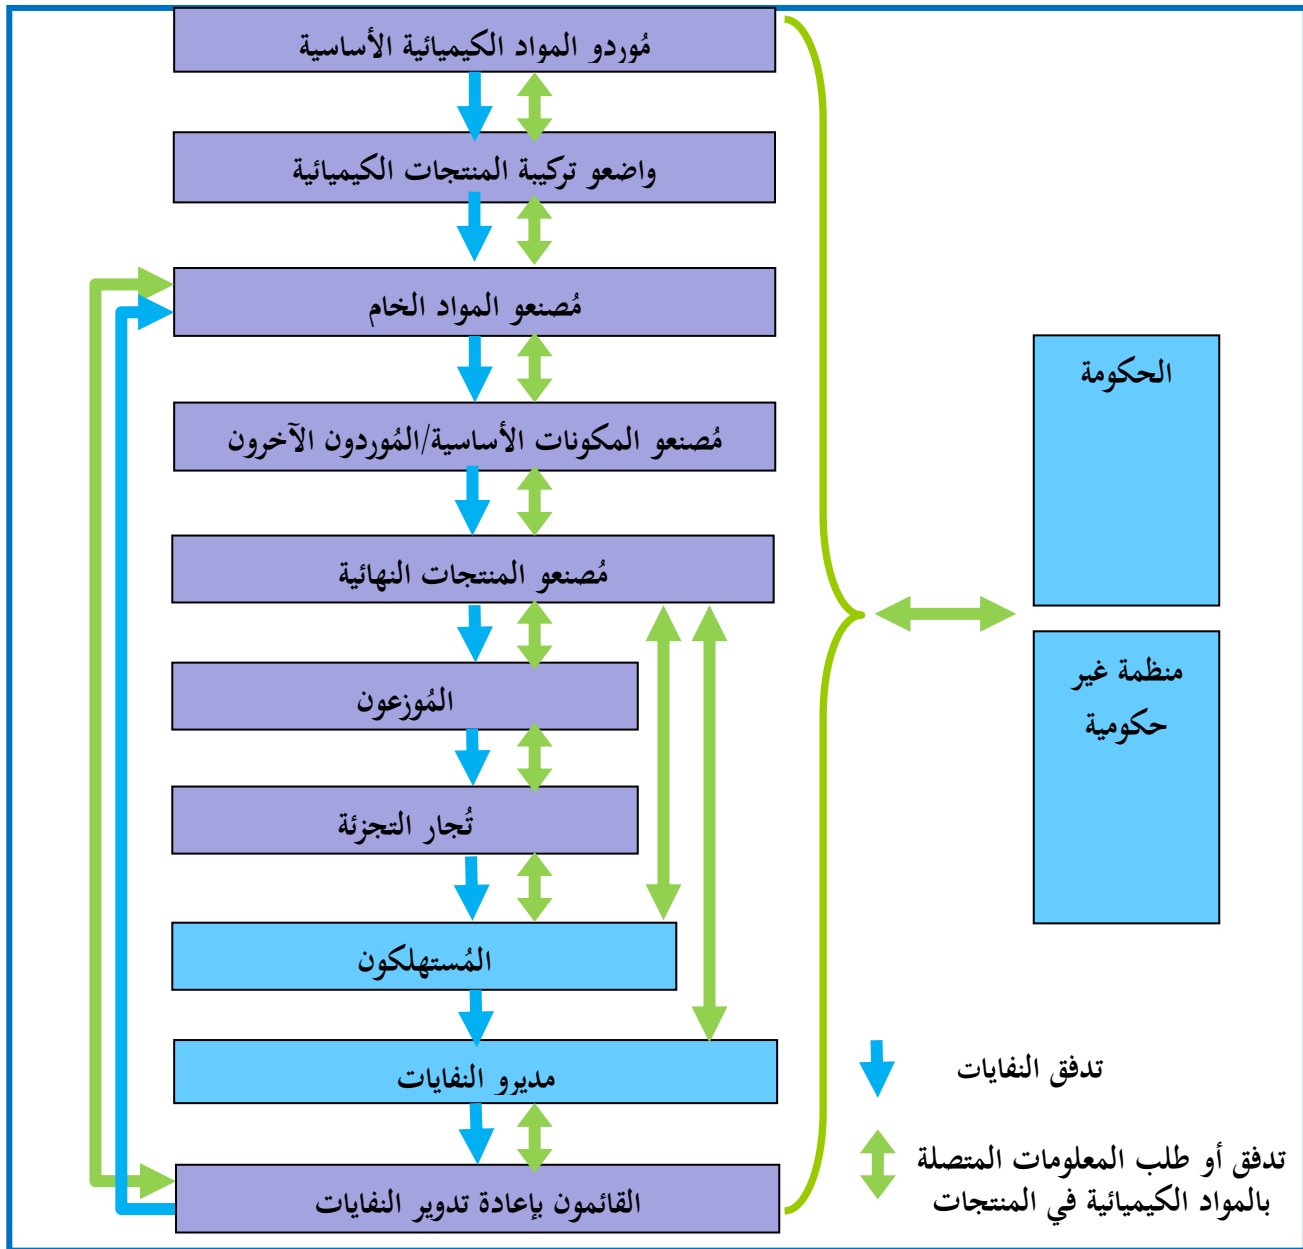 مُوردو المواد الكيميائية الأساسية
واضعو تركيبة المنتجات الكيميائية
مُصنعو المواد الخام
مُصنعو المكونات الأساسية/المُوردون الآخرون
مُصنعو المنتجات النهائية
المُوزعون
تُجار التجزئة
المُستهلكون
مديرو النفايات
القائمون بإعادة تدوير النفايات
الحكومة
منظمة غير
حكومية
تدفق النفايات
تدفق أو طلب المعلومات المتصلة
بالمواد الكيميائية في المنتجات